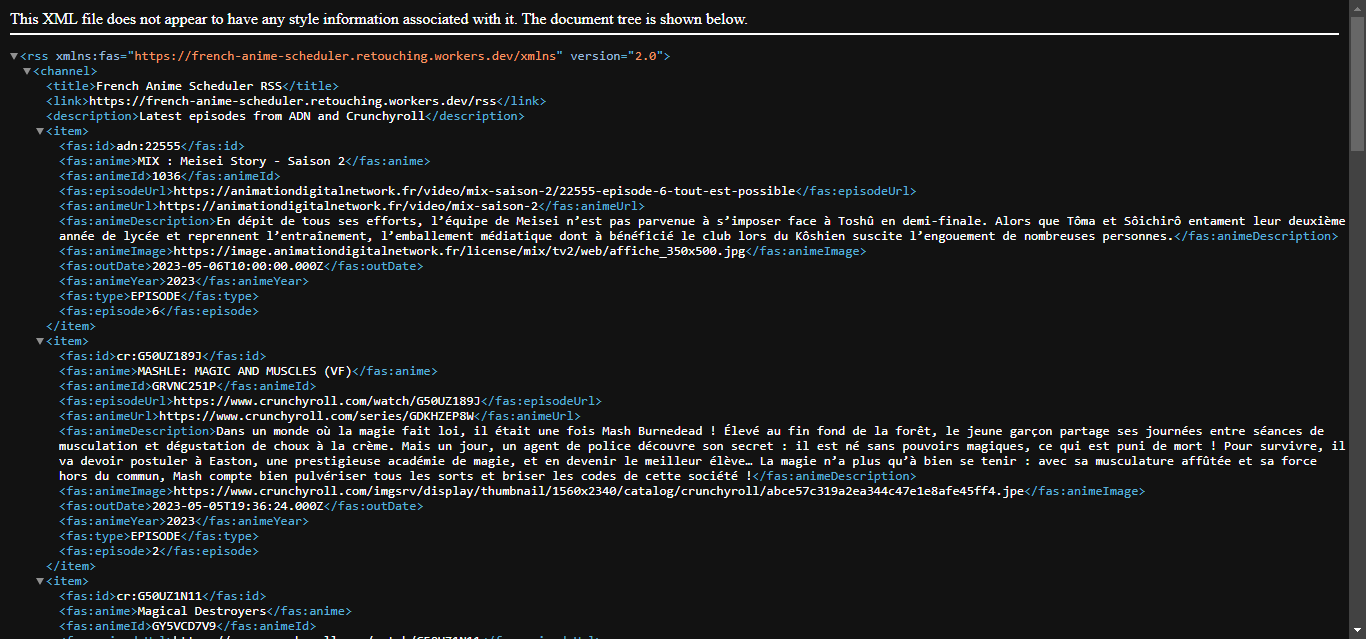 This XML file does not appear to have any style information associated with it. The document tree is shown below.
▼<rss xmlns:fas="https://french-anime-scheduler.retouching.workers.dev/xmlns" version="2.0">
▼<channel>
<title>French Anime Scheduler RSS</title>
<link>https://french-anime-scheduler.retouching.workers.dev/rss</link>
<description>Latest episodes from ADN and Crunchyroll</description>
▼<item>
<fas:id>adn:22555</fas:id>
<fas:anime>MIX : Meisei Story - Saison 2</fas:anime>
<fas:animeId>1036</fas:animeId>
<fas:episodeUrl>https://animationdigitalnetwork.fr/video/mix-saison-2/22555-episode-6-tout-est-possible</fas:episodeUrl>
<fas:animeUrl>https://animationdigitalnetwork.fr/video/mix-saison-2</fas:animeUrl>
<fas:animeDescription>En dépit de tous ses efforts, l’équipe de Meisei n’est pas parvenue à s’imposer face à Toshû en demi-finale. Alors que Tôma et Sôichirô entament leur deuxième
année de lycée et reprennent l’entraînement, l’emballement médiatique dont à bénéficié le club lors du Kôshien suscite l’engouement de nombreuses personnes.</fas:animeDescription>
<fas:animeImage>https://image.animationdigitalnetwork.fr/license/mix/tv2/web/affiche_350x500.jpg</fas:animeImage>
<fas:outDate>2023-05-06T10:00:00.000Z</fas:outDate>
<fas:animeYear>2023</fas:animeYear>
<fas:type>EPISODE</fas:type>
<fas:episode>6</fas:episode>
</item>
▼<item>
<fas:id>cr:G50UZ189J</fas:id>
<fas:anime>MASHLE: MAGIC AND MUSCLES (VF)</fas:anime>
<fas:animeId>GRVNC251P</fas:animeId>
<fas:episodeUrl>https://www.crunchyroll.com/watch/G50UZ189J</fas:episodeUrl>
<fas:animeUrl>https://www.crunchyroll.com/series/GDKHZEP8W</fas:animeUrl>
<fas:animeDescription>Dans un monde où la magie fait loi, il était une fois Mash Burnedead ! Élevé au fin fond de la forêt, le jeune garçon partage ses journées entre séances de
musculation et dégustation de choux à la crème. Mais un jour, un agent de police découvre son secret : il est né sans pouvoirs magiques, ce qui est puni de mort ! Pour survivre, il
va devoir postuler à Easton, une prestigieuse académie de magie, et en devenir le meilleur élève… La magie n’a plus qu’à bien se tenir : avec sa musculature affûtée et sa force
hors du commun, Mash compte bien pulvériser tous les sorts et briser les codes de cette société !</fas:animeDescription>
<fas:animeImage>https://www.crunchyroll.com/imgsrv/display/thumbnail/1560x2340/catalog/crunchyroll/abce57c319a2ea344c47e1e8afe45ff4.jpe</fas:animeImage>
<fas:outDate>2023-05-05T19:36:24.000Z</fas:outDate>
<fas:animeYear>2023</fas:animeYear>
<fas:type>EPISODE</fas:type>
<fas:episode>2</fas:episode>
</item>
▼<item>
<fas:id>cr:G50UZ1N11</fas:id>
<fas:anime>Magical Destroyers</fas:anime>
<fas:animeId>GY5VCD7V9</fas:animeId>